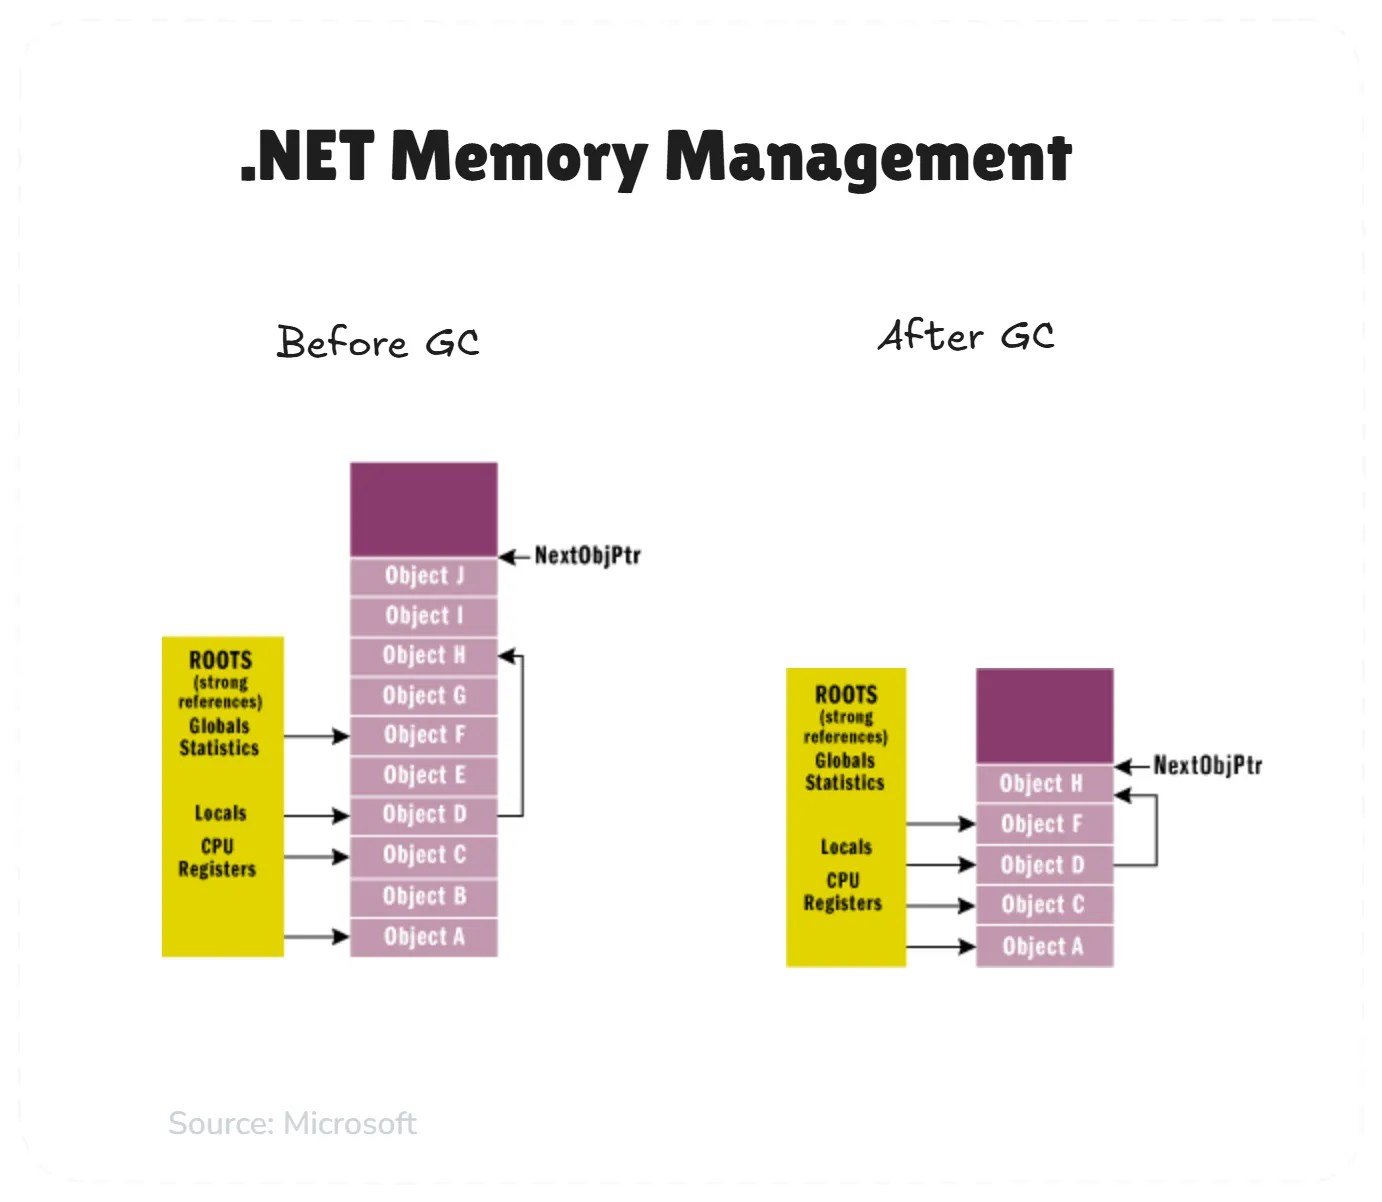 .NET Memory Management
Before GC
After GC
NextObjPtr
Object J
Object I
Object H
Object G
Object F
Object E
Object D
Object C
Object B
Object A
ROOTS
(strong
references)
Globals
Statistics
Locals
CPU
Registers
ROOTS
(strong
references)
Globals
Statistics
Locals
CPU
Registers
NextObjPtr
Object H
Object F
Object D
Object C
Object A
Source: Microsoft